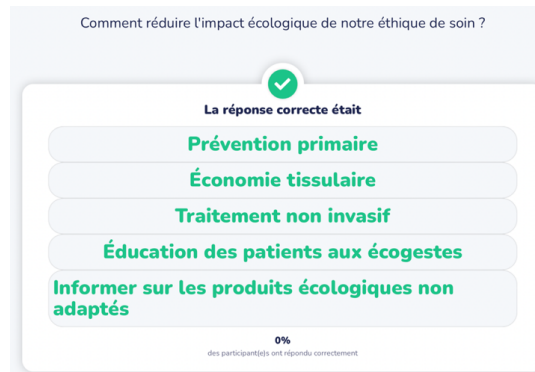 Comment réduire l'impact écologique de notre éthique de soin ?
La réponse correcte était
Prévention primaire
Économie tissulaire
Traitement non invasif
Éducation des patients aux écogestes
Informer sur les produits écologiques non
adaptés
0%
des participant(e)s ont répondu correctement